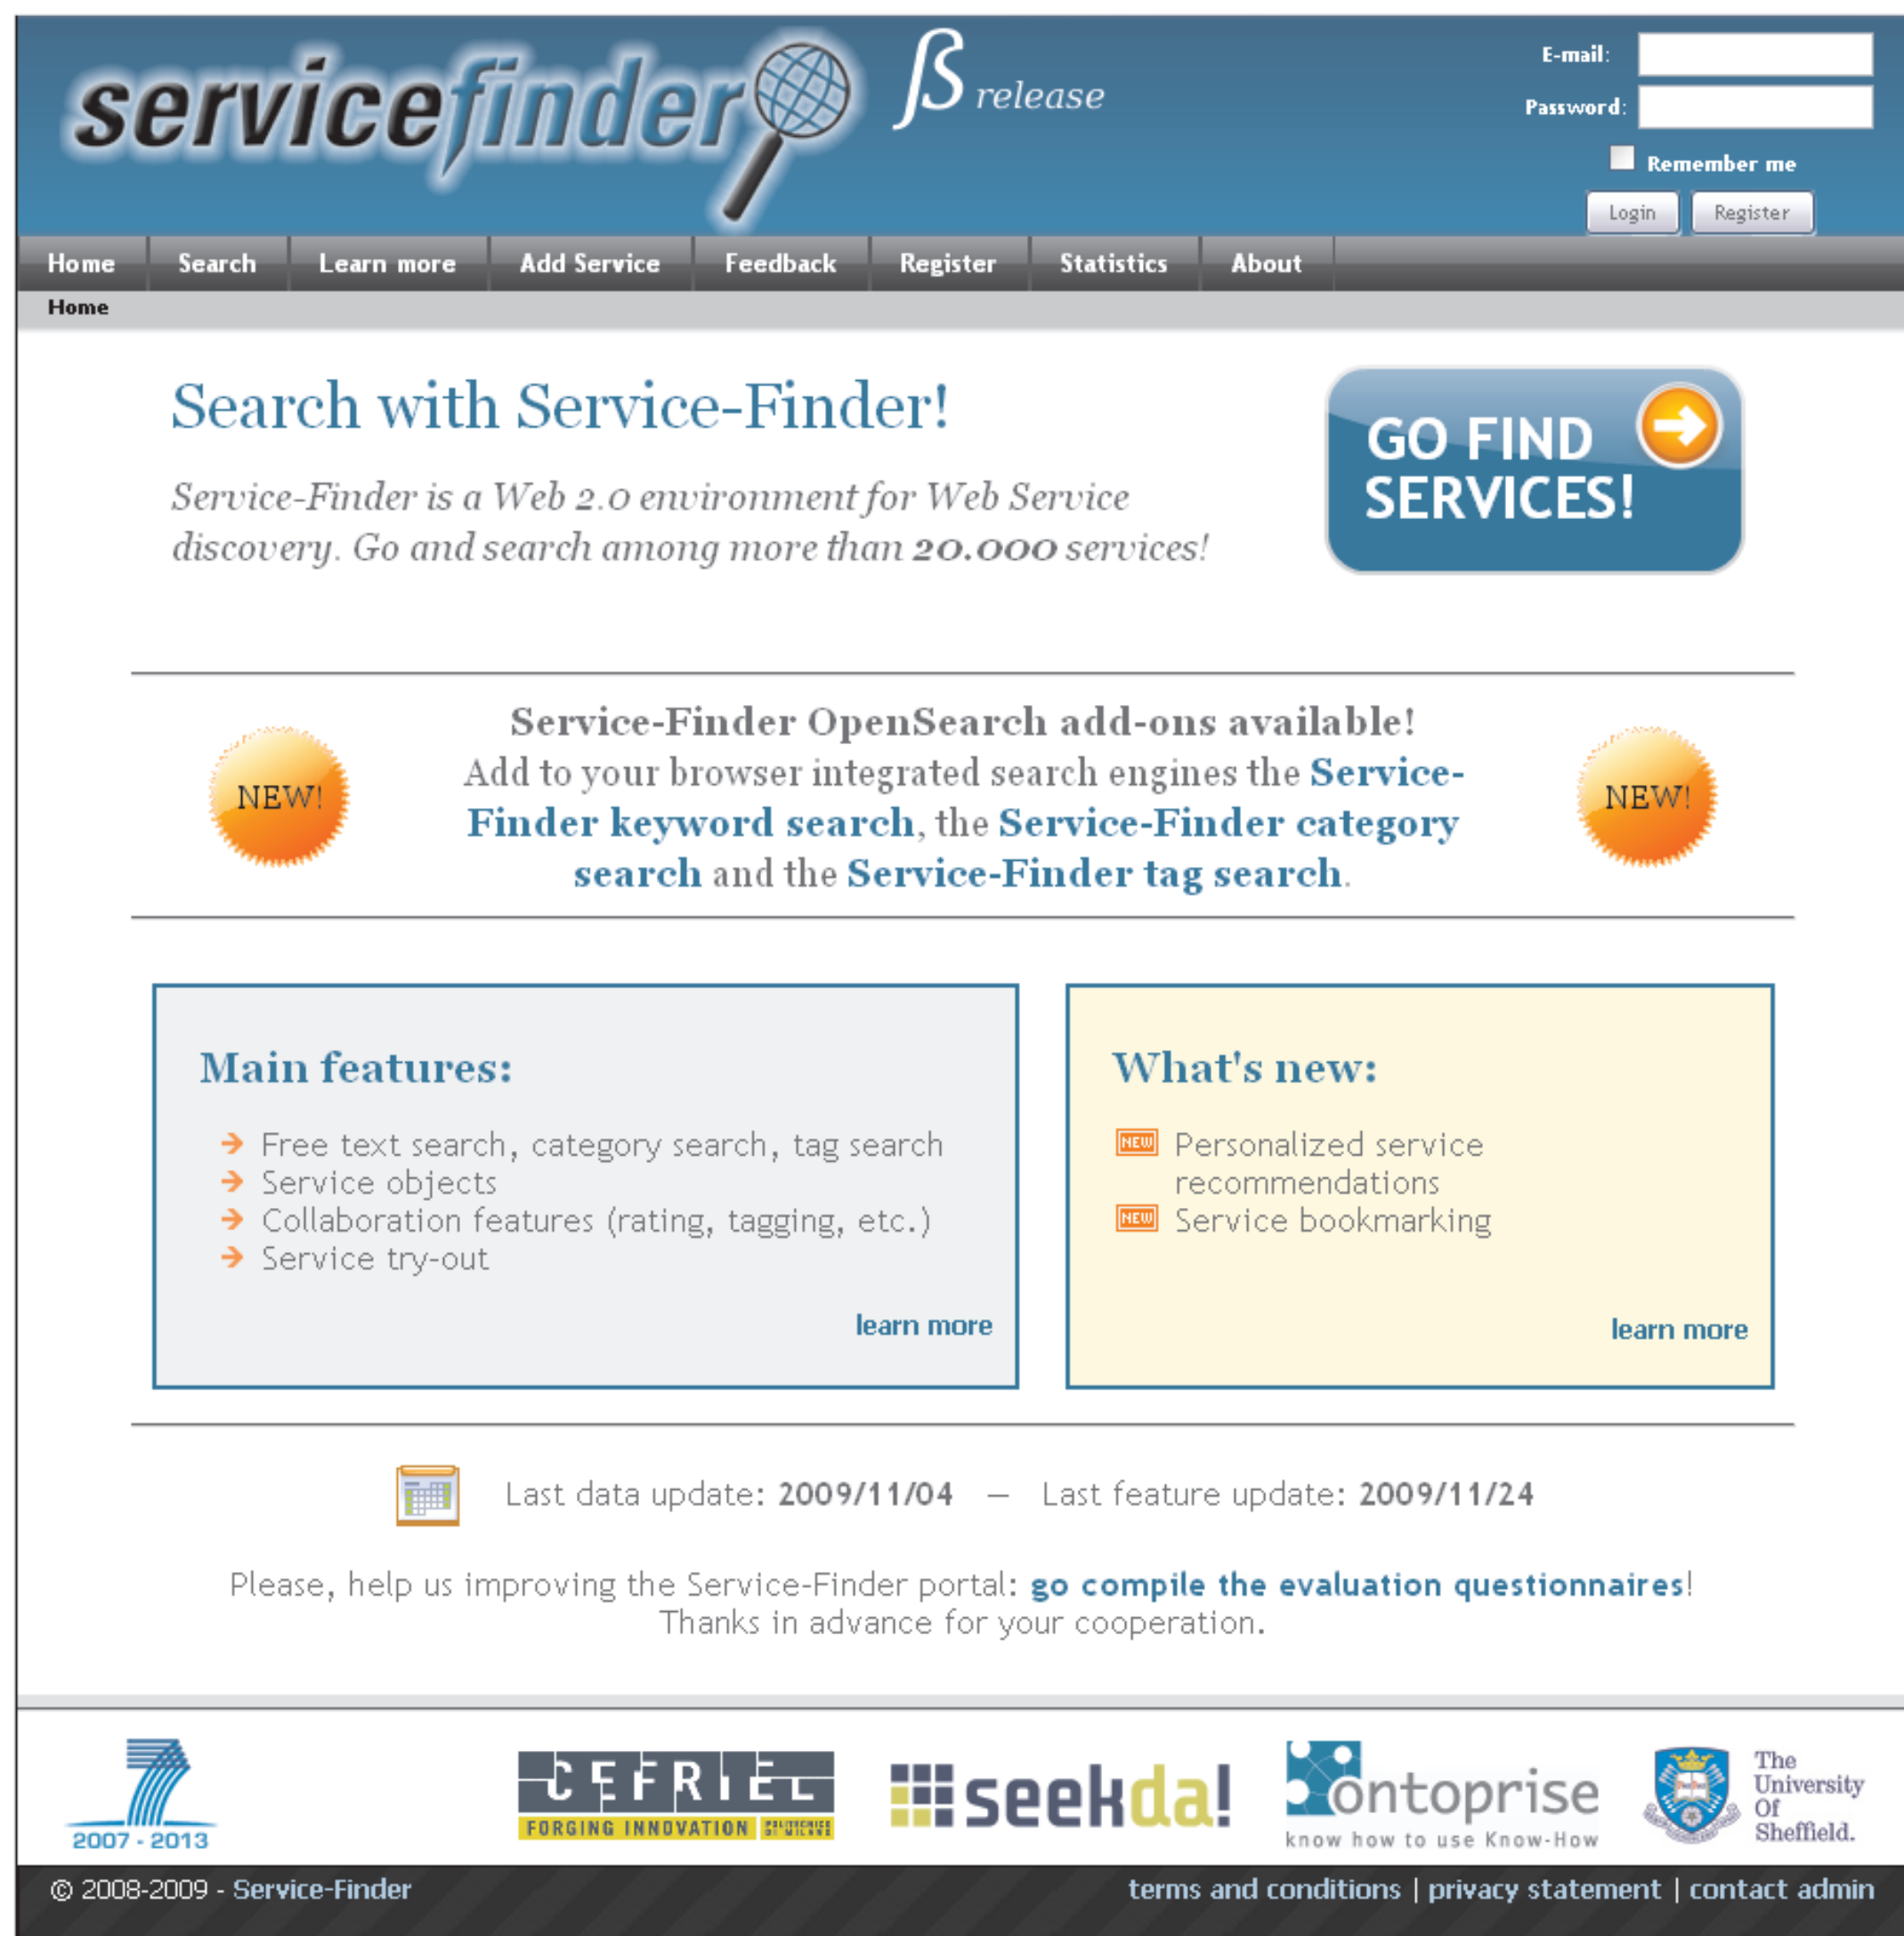 servicefinder
ß release
E-mail:
Password:
Remember me
Login Register
Home Search Learn more Add Service Feedback Register Statistics About
Home
Search with Service-Finder!
Service-Finder is a Web 2.0 environment for Web Service
discovery. Go and search among more than 20.000 services!
GO FIND
SERVICES!
NEW!
Service-Finder OpenSearch add-ons available!
Add to your browser integrated search engines the Service-
Finder keyword search, the Service-Finder category
search and the Service-Finder tag search.
NEW!
Main features:
Free text search, category search, tag search
Service objects
Collaboration features (rating, tagging, etc.)
Service try-out
learn more
What's new:
NEW Personalized service
recommendations
NEW Service bookmarking
learn more
Last data update: 2009/11/04 — Last feature update: 2009/11/24
Please, help us improving the Service-Finder portal: go compile the evaluation questionnaires!
Thanks in advance for your cooperation.
7
2007 - 2013
CEFRIEL
FORGING INNOVATION
seekda!
ontoprise
know how to use Know-How
The
University
Of
Sheffield.
© 2008-2009 - Service-Finder
terms and conditions | privacy statement | contact admin